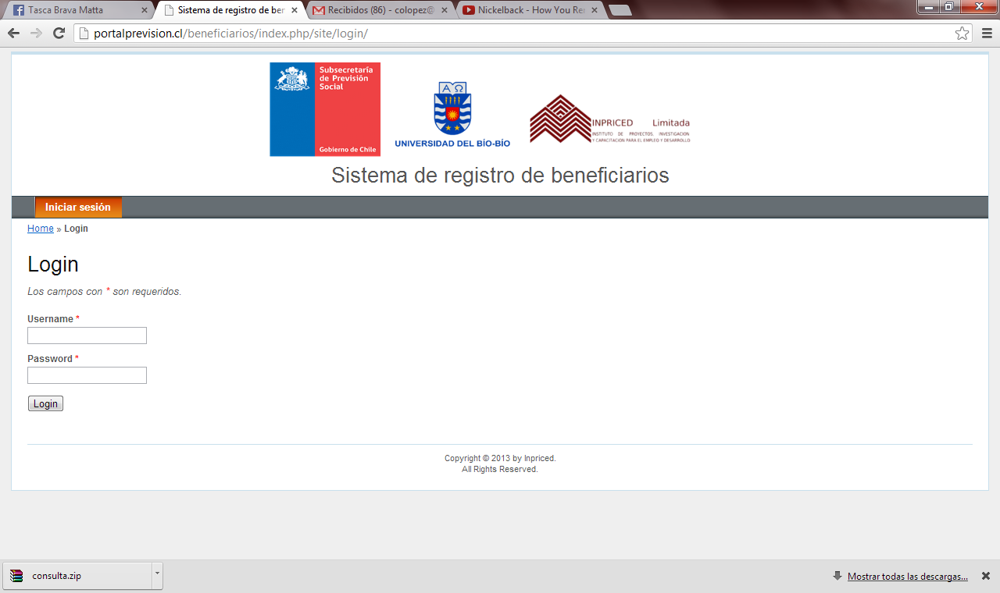 Tasca Brava Matta
Sistema de registro de ber
Recibidos (86) - colopez@
Nickelback - How You Re
portalprevision.cl/beneficiarios/index.php/site/login/
Subsecretaría
de Previsión
Social
Gobierno de Chile
Α Ω
UNIVERSIDAD DEL BÍO-BÍO
INPRICED Limitada
INSTITUTO DE PROYECTOS, INVESTIGACION
Y CAPACITACION PARA EL EMPLEO Y DESARROLLO
Sistema de registro de beneficiarios
Iniciar sesión
Home » Login
Login
Los campos con * son requeridos.
Username *
Password *
Login
Copyright © 2013 by Inpriced.
All Rights Reserved.
consulta.zip
Mostrar todas las descargas...